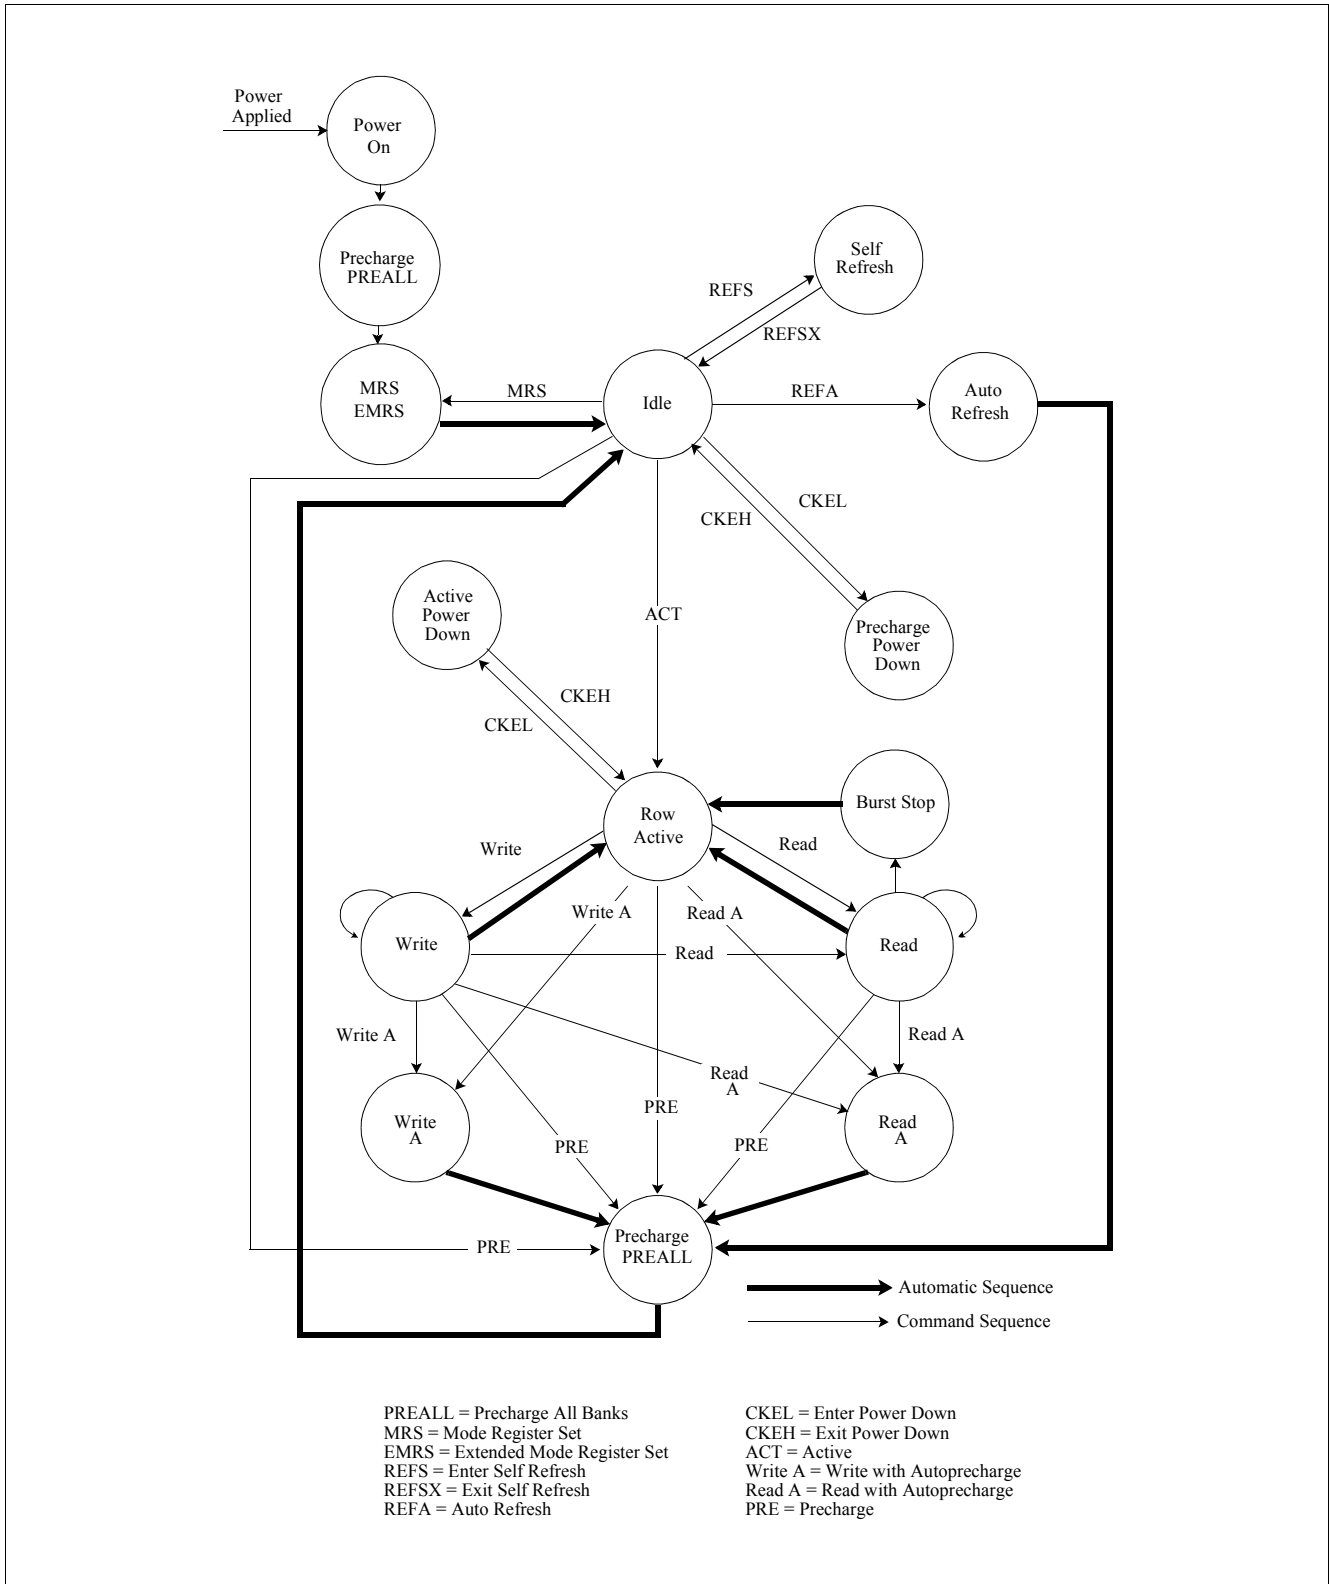 Power
Applied
Power
On
Precharge
PREALL
Self
Refresh
REFS
REFSX
MRS
EMRS
MRS
Idle
REFA
Auto
Refresh
CKEL
CKEH
Active
Power
Down
ACT
Precharge
Power
Down
CKEH
CKEL
Row
Active
Burst Stop
Write
Read
Write A
Read A
Write
Read
Read
Write A
Read A
Read
A
PRE
Write
A
Read
A
PRE
PRE
Precharge
PREALL
PRE
Automatic Sequence
Command Sequence
PREALL = Precharge All Banks
MRS = Mode Register Set
EMRS = Extended Mode Register Set
REFS = Enter Self Refresh
REFSX = Exit Self Refresh
REFA = Auto Refresh
CKEL = Enter Power Down
CKEH = Exit Power Down
ACT = Active
Write A = Write with Autoprecharge
Read A = Read with Autoprecharge
PRE = Precharge